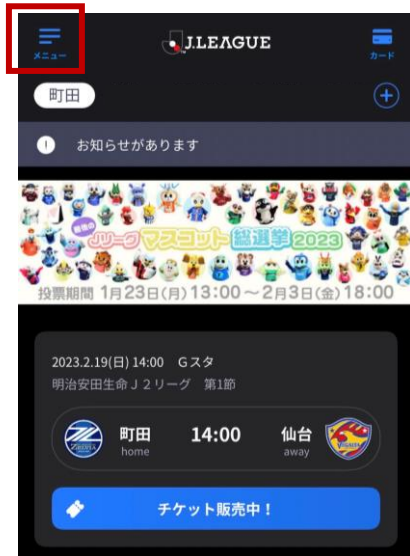 J.LEAGUE
メニュー
カード
町田
お知らせがあります
魅惑の
Jリーグマスコット総選挙2023
投票期間 1月23日(月)13:00～2月3日(金)18:00
2023.2.19(日) 14:00 Gスタ
明治安田生命Ｊ２リーグ 第1節
町田 14:00 仙台
home away
チケット販売中！